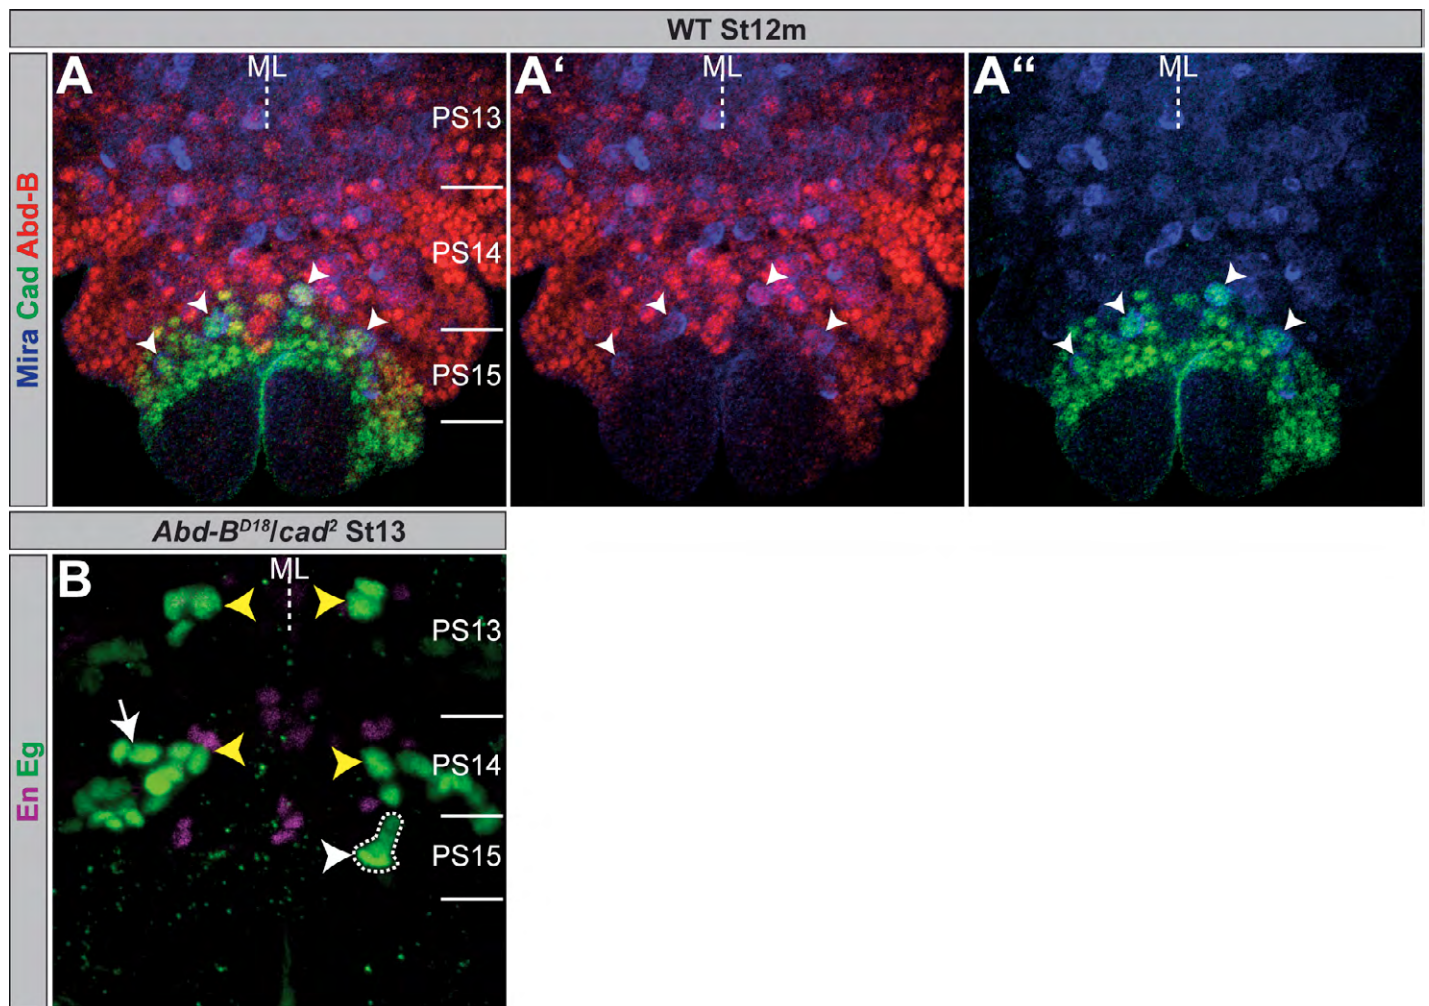 WT St12m
Mira Cad Abd-B
A
ML
PS13
PS14
PS15
A‘
ML
A“
ML
Abd-Bᴰ¹⁸/cad² St13
En Eg
B
ML
PS13
PS14
PS15